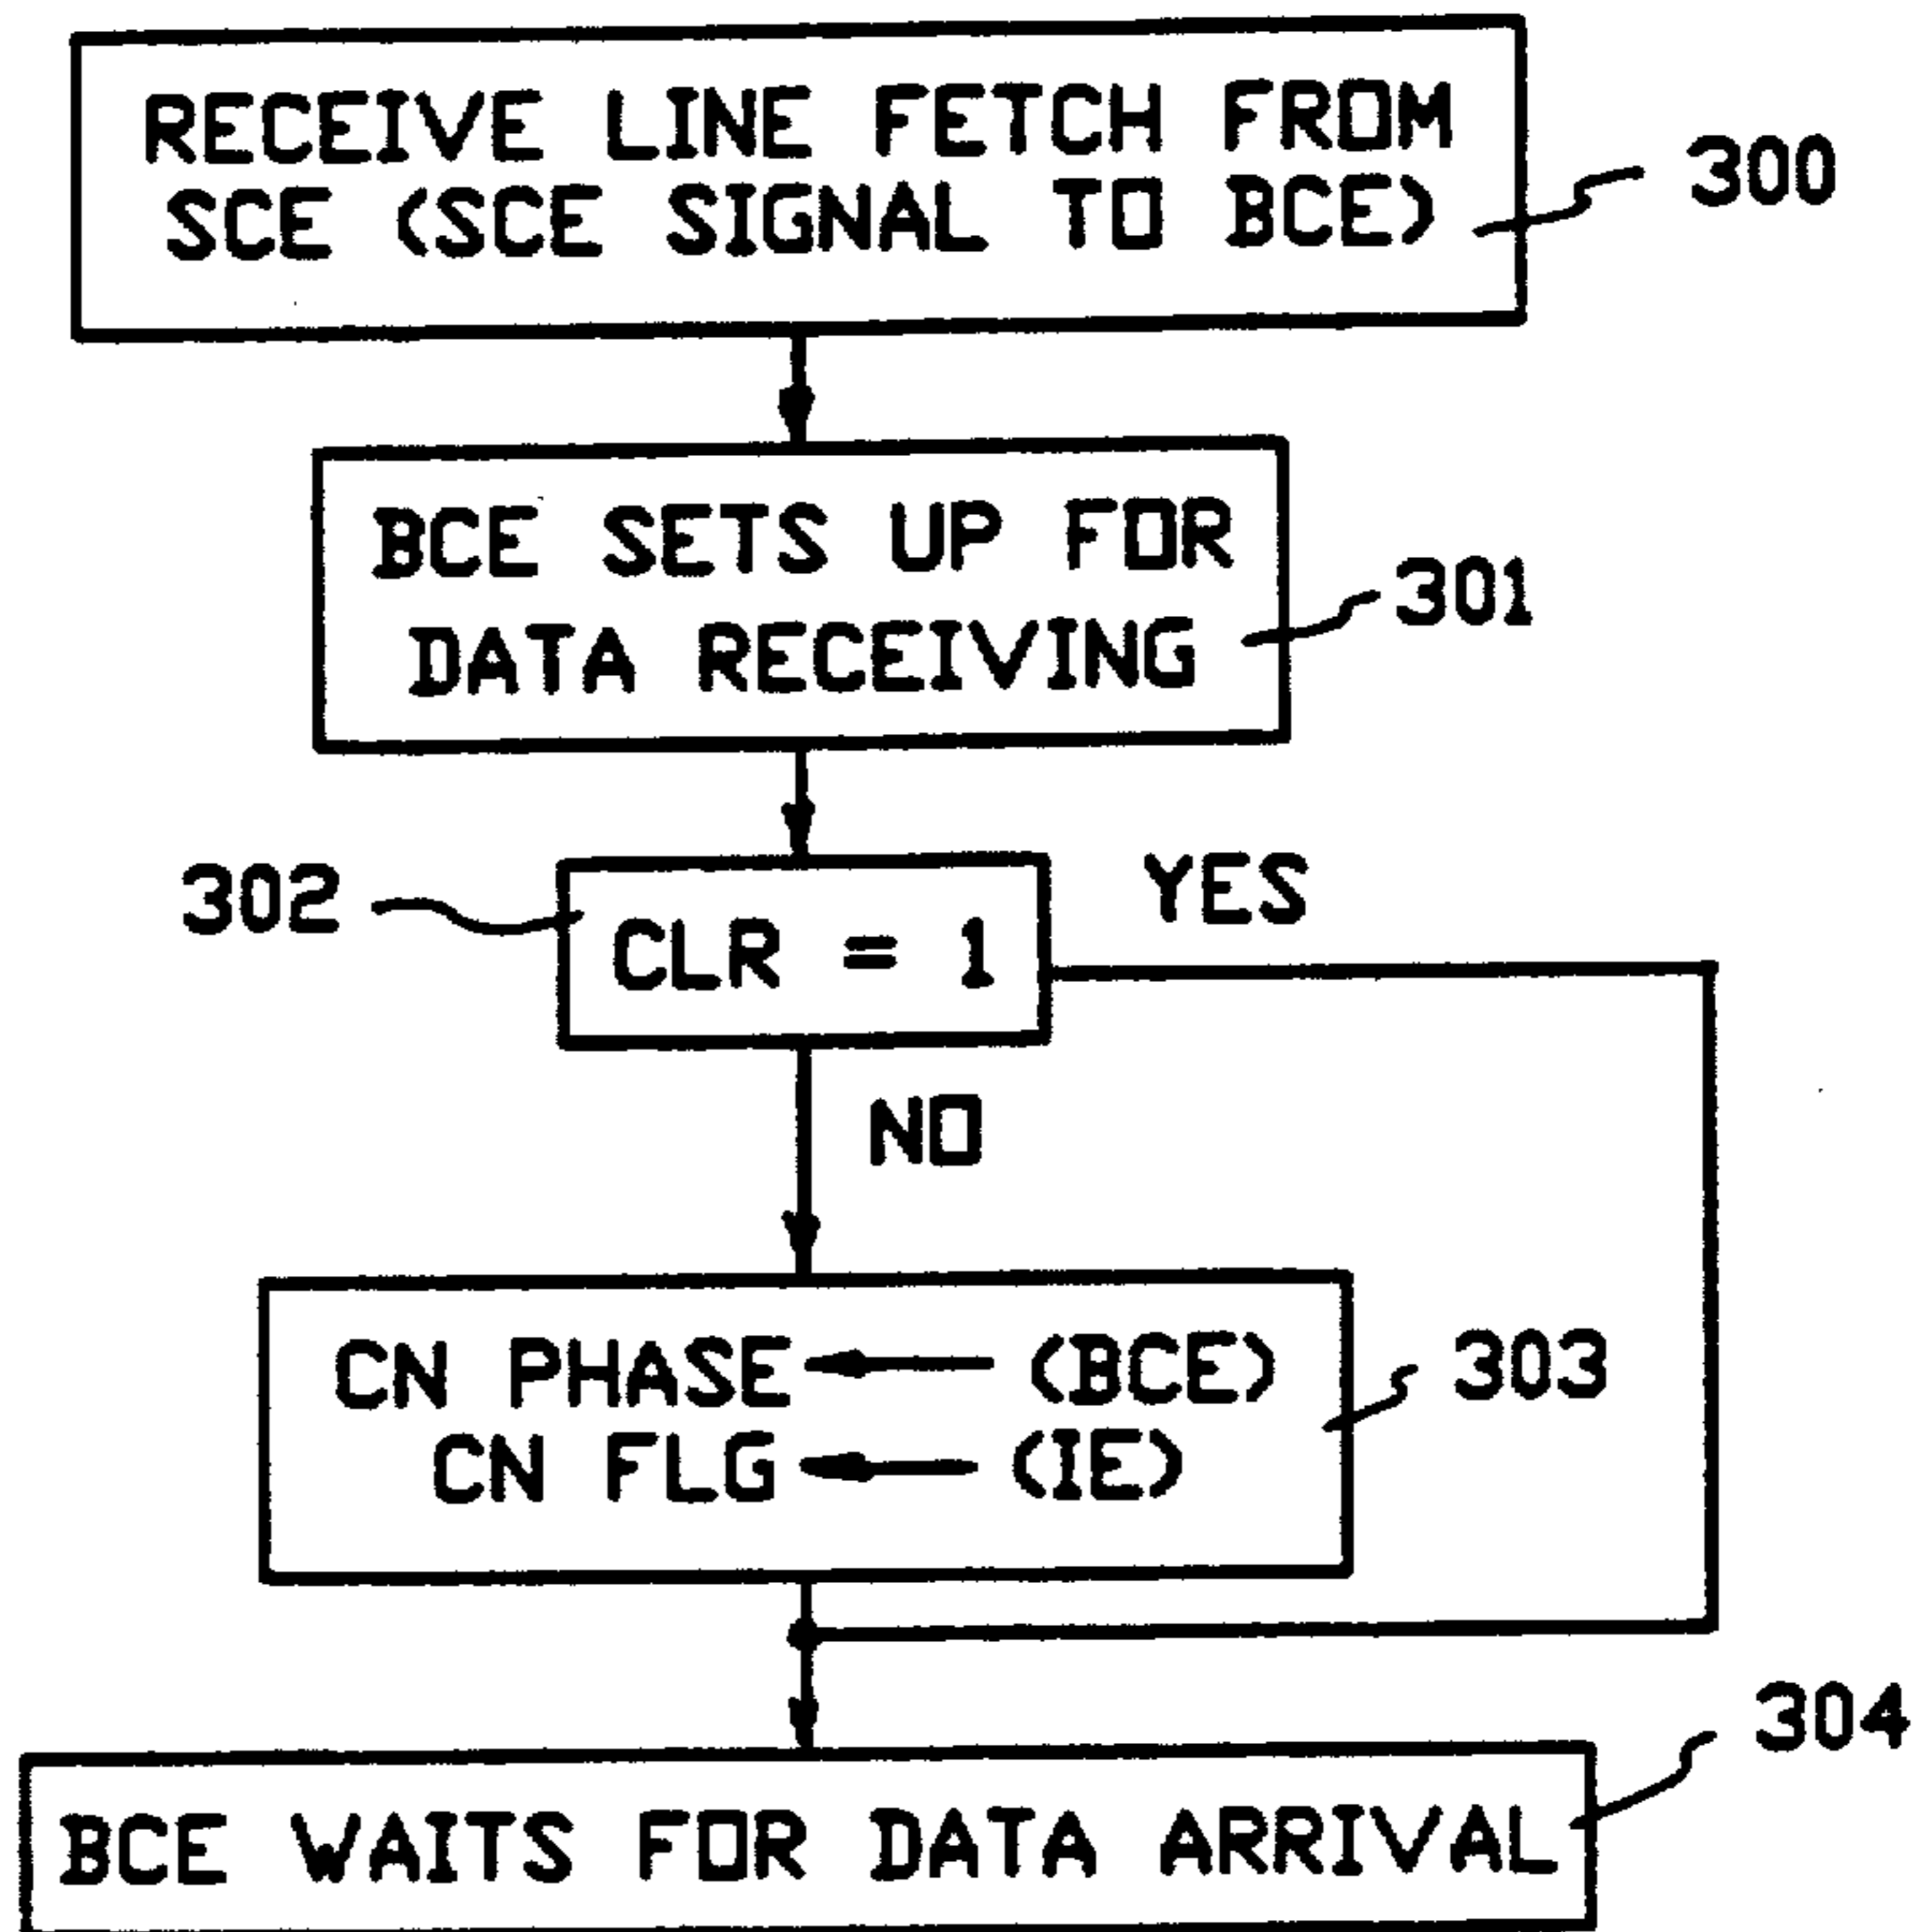 RECEIVE LINE FETCH FROM
SCE (SCE SIGNAL TO BCE)
300
BCE SETS UP FOR
DATA RECEIVING
301
302
CLR = 1
YES
NO
CN PHASE ← (BCE)
CN FLG ← (IE)
303
304
BCE WAITS FOR DATA ARRIVAL